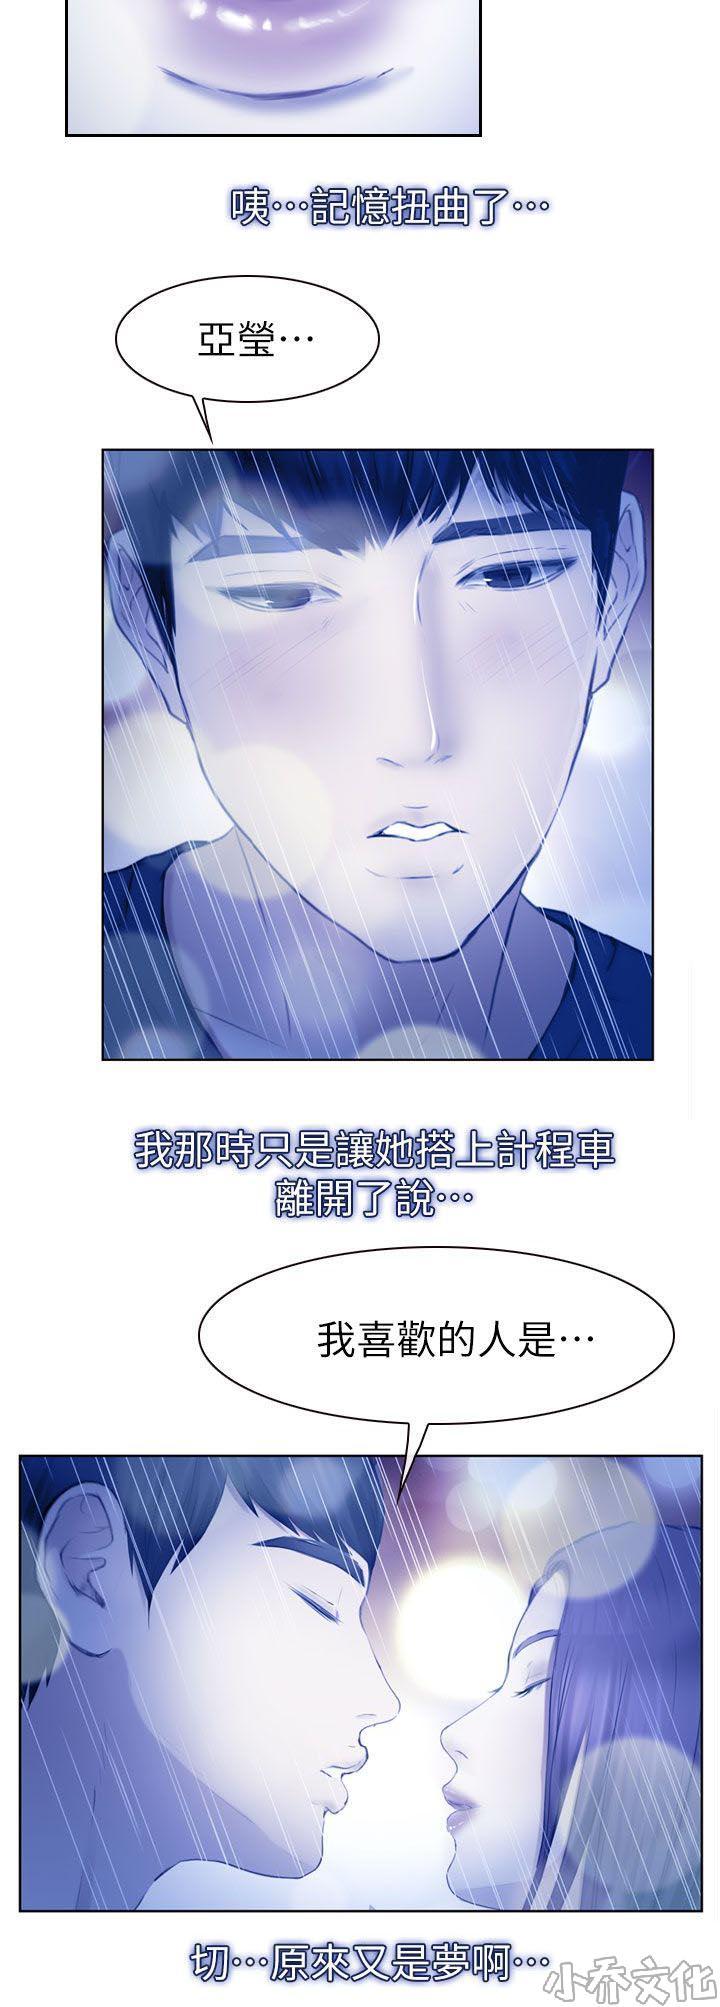 咦⋯記憶扭曲了⋯
亞瑩⋯
我那時只是讓她搭上計程車
離開了說⋯
我喜歡的人是⋯
切⋯原來又是夢啊⋯
小乔文化